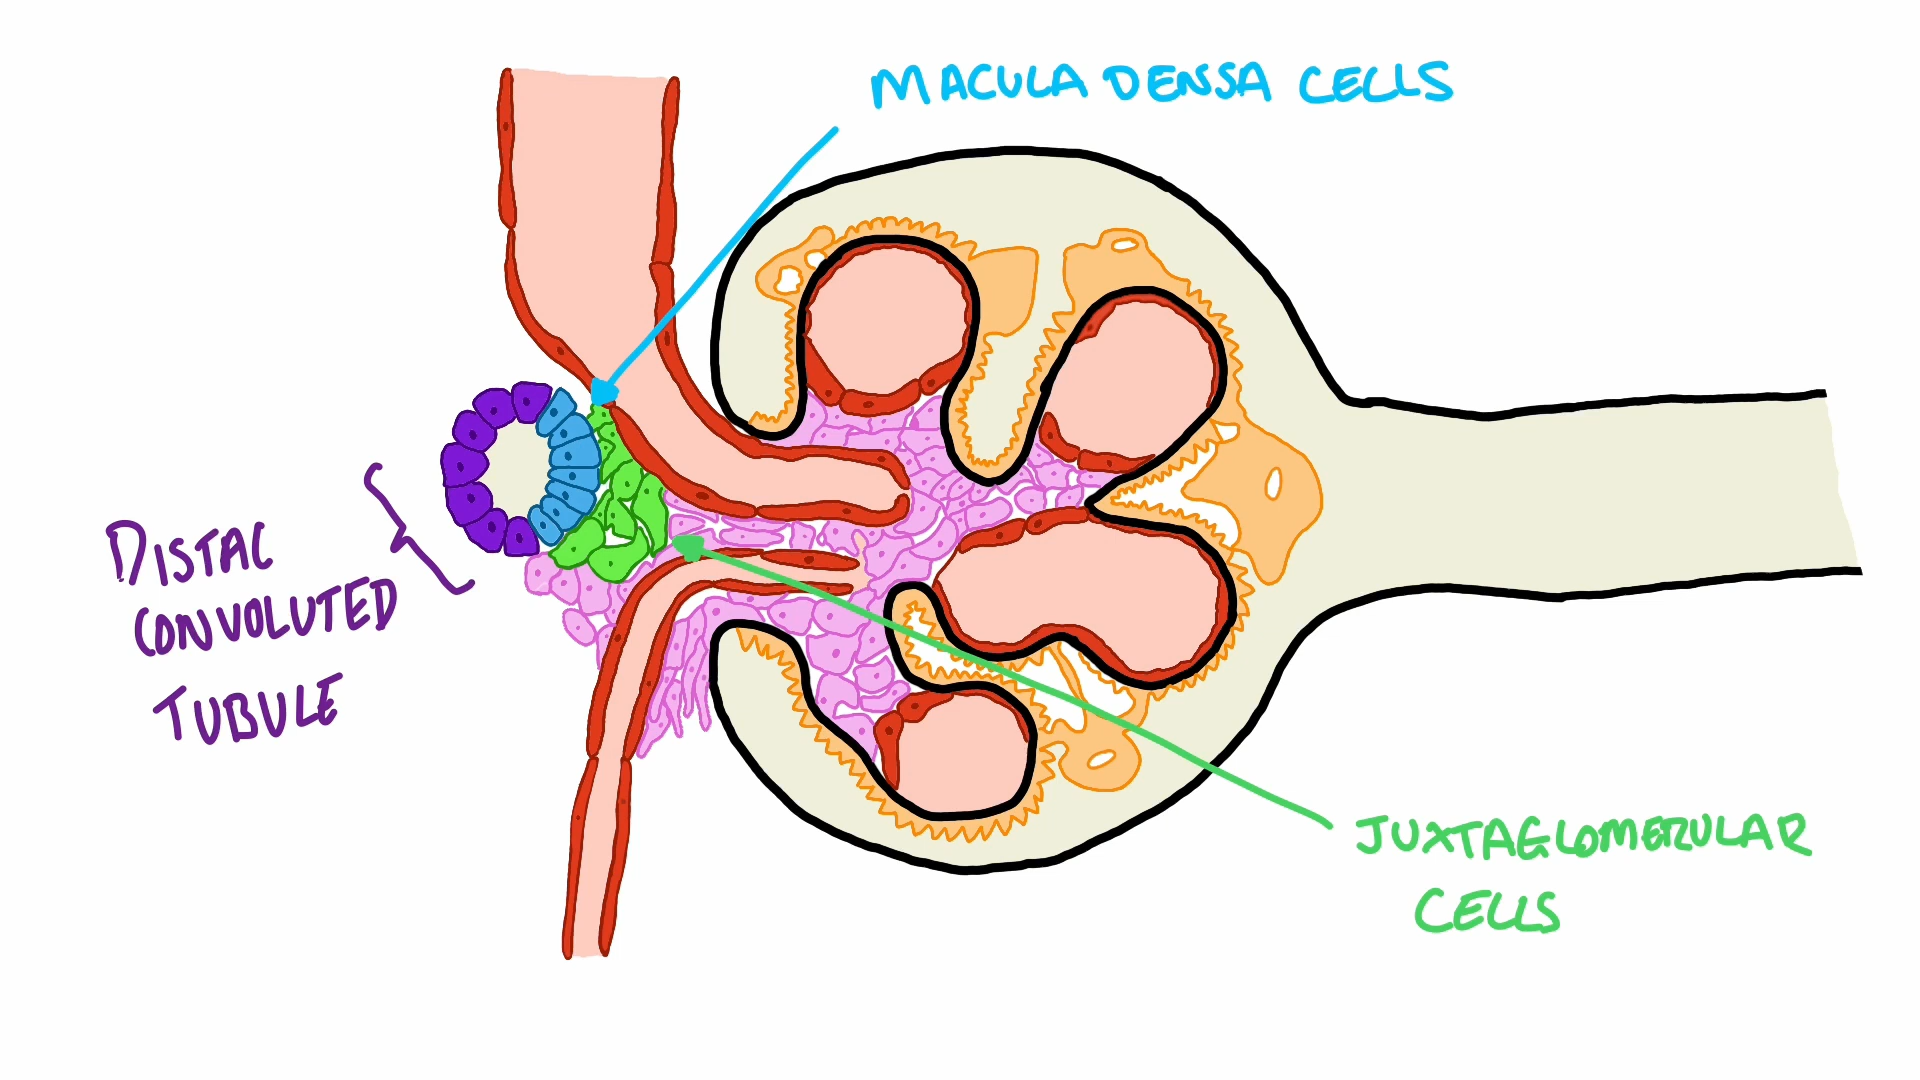 MACULA DENSA CELLS
DISTAL
CONVOLUTED
TUBULE
JUXTAGLOMERULAR
CELLS